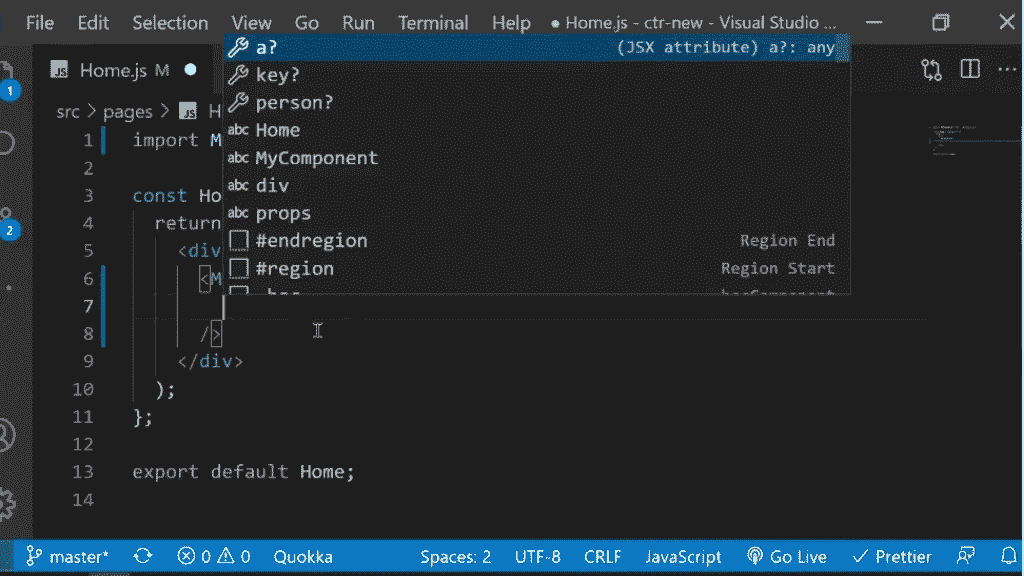 File Edit Selection View Go Run Terminal Help ● Home.js - ctr-new - Visual Studio ...
JS Home.js M ●
a? (JSX attribute) a?: any
key?
person?
abc Home
abc MyComponent
abc div
abc props
#endregion Region End
#region Region Start
src > pages > JS H
1 import M
2
3 const Ho
4 return
5 <div
6 <M
7
8 />
9 </div>
10 );
11 };
12
13 export default Home;
14
1
2
master* 0 0 Quokka Spaces: 2 UTF-8 CRLF JavaScript Go Live ✓ Prettier